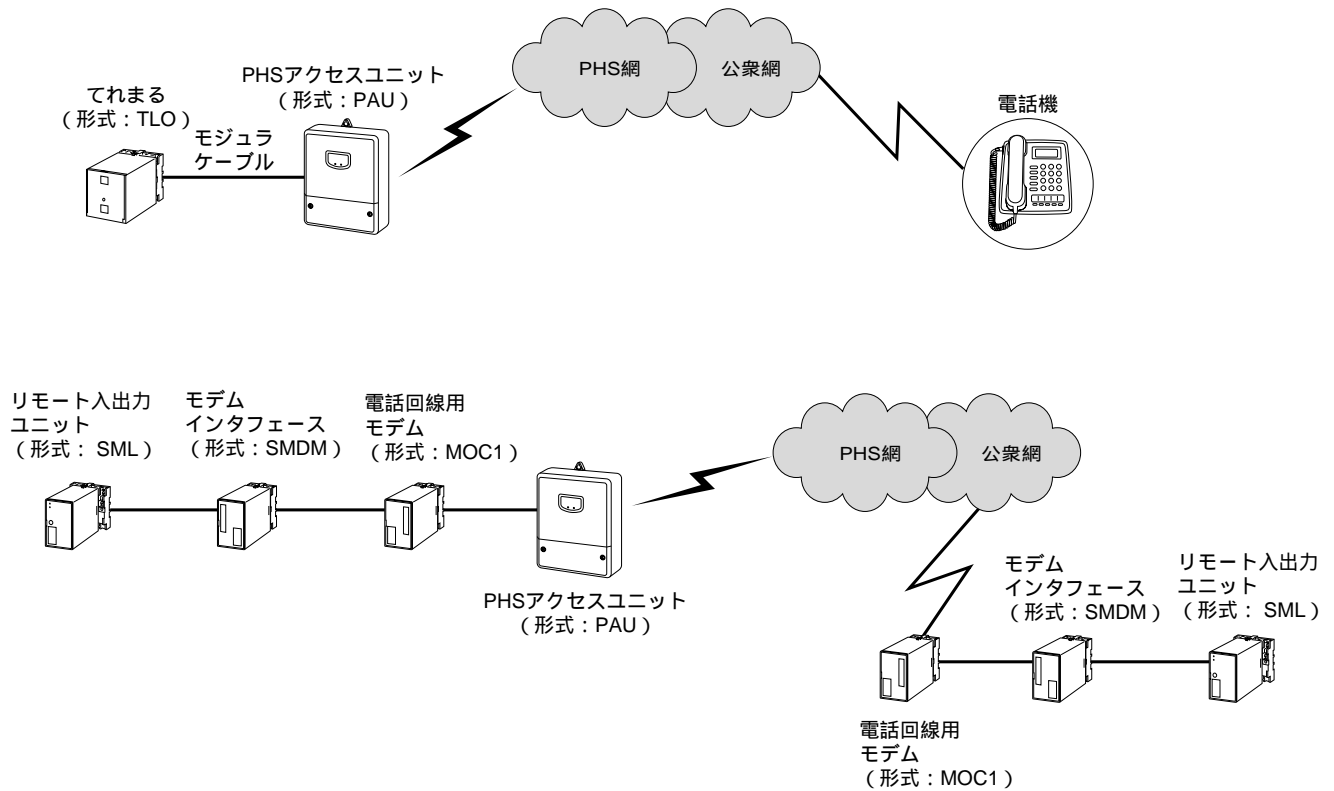 PHSアクセスユニット
（形式：PAU）
てれまる
（形式：TLO）
モジュラ
ケーブル
PHS網
公衆網
電話機
リモート入出力
ユニット
（形式： SML）
モデム
インタフェース
（形式：SMDM）
電話回線用
モデム
（形式：MOC1）
PHSアクセスユニット
（形式：PAU）
PHS網
公衆網
モデム
インタフェース
（形式：SMDM）
リモート入出力
ユニット
（形式： SML）
電話回線用
モデム
（形式：MOC1）